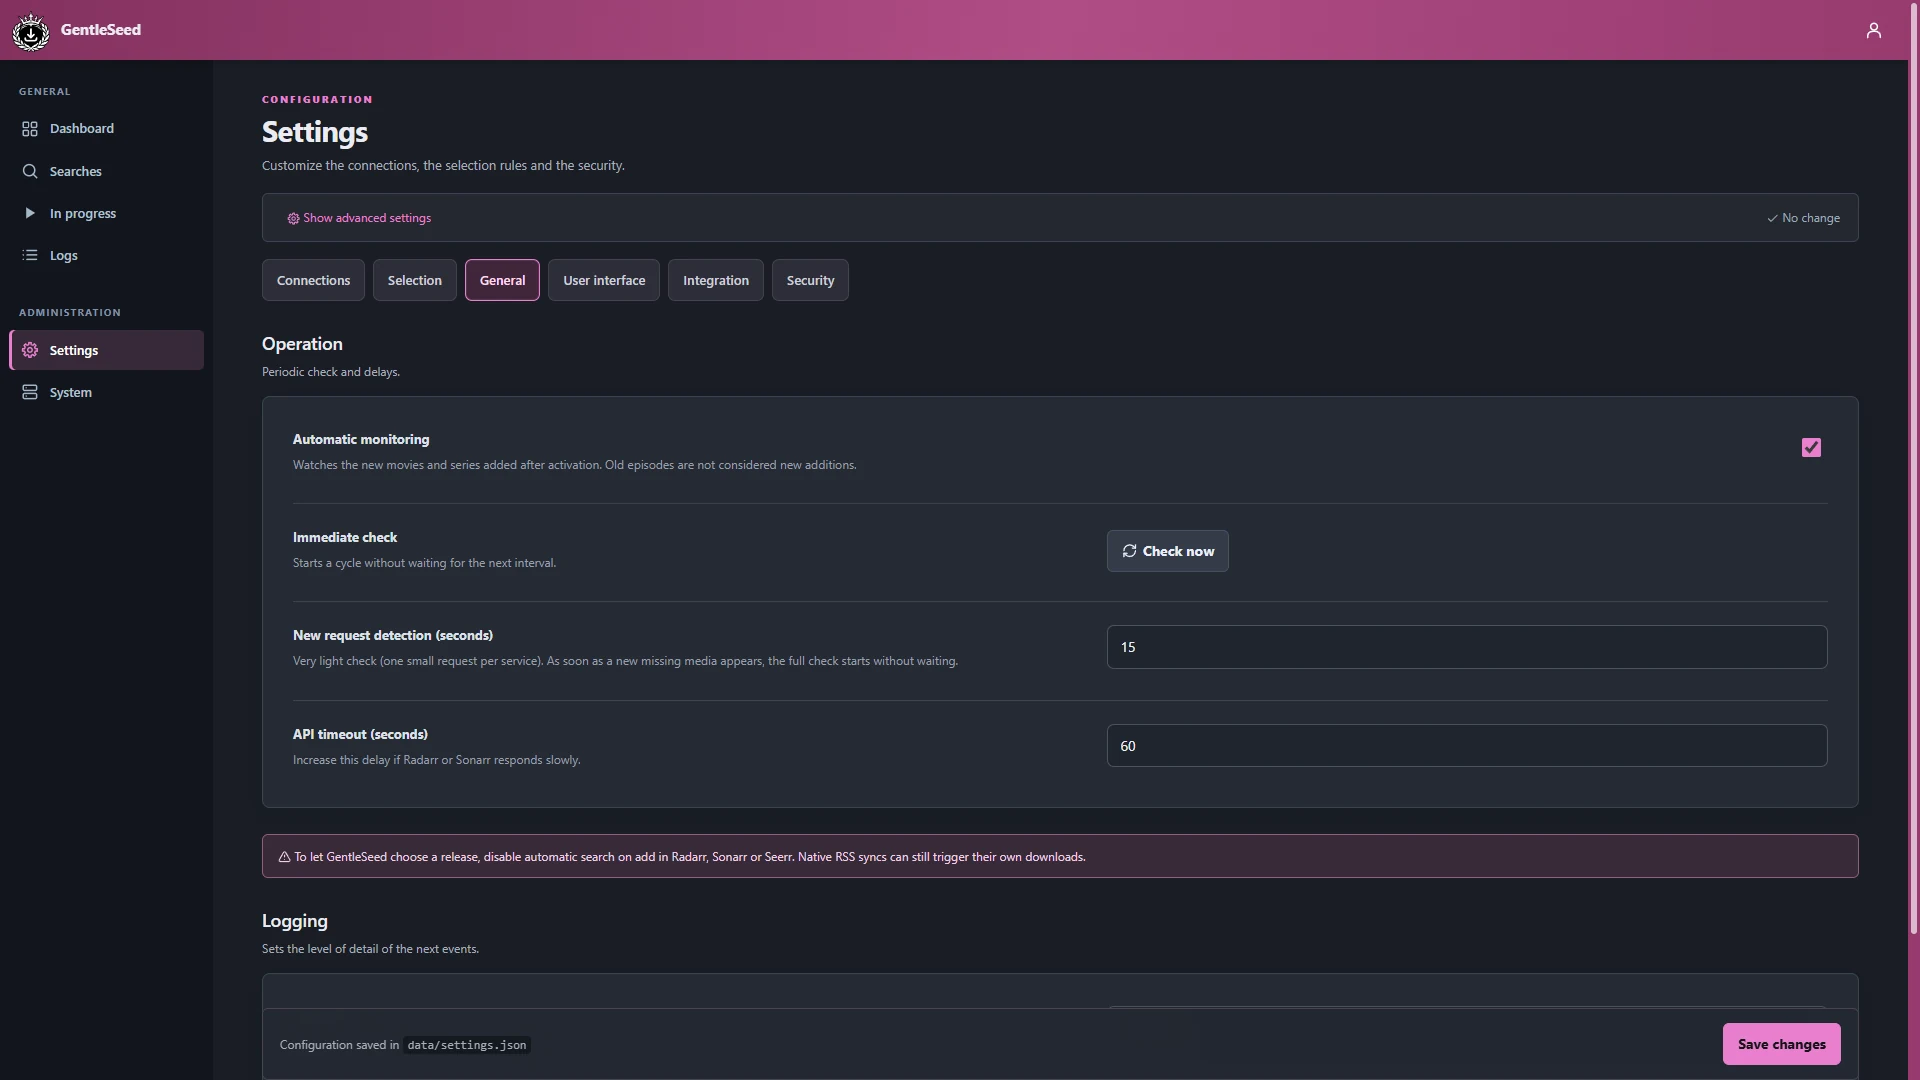 GentleSeed
GENERAL
Dashboard
Searches
In progress
Logs
ADMINISTRATION
Settings
System
CONFIGURATION
Settings
Customize the connections, the selection rules and the security.
Show advanced settings
No change
Connections
Selection
General
User interface
Integration
Security
Operation
Periodic check and delays.
Automatic monitoring
Watches the new movies and series added after activation. Old episodes are not considered new additions.
Immediate check
Starts a cycle without waiting for the next interval.
Check now
New request detection (seconds)
Very light check (one small request per service). As soon as a new missing media appears, the full check starts without waiting.
15
API timeout (seconds)
Increase this delay if Radarr or Sonarr responds slowly.
60
To let GentleSeed choose a release, disable automatic search on add in Radarr, Sonarr or Seerr. Native RSS syncs can still trigger their own downloads.
Logging
Sets the level of detail of the next events.
Configuration saved in data/settings.json
Save changes